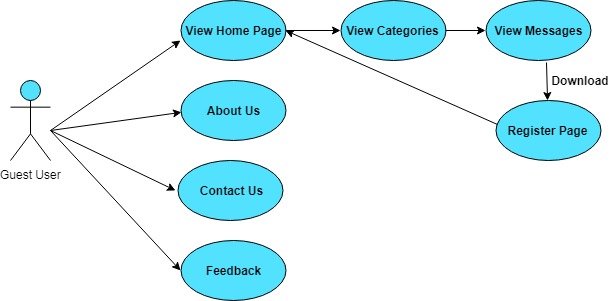 View Home Page
View Categories
View Messages
Download
About Us
Register Page
Guest User
Contact Us
Feedback